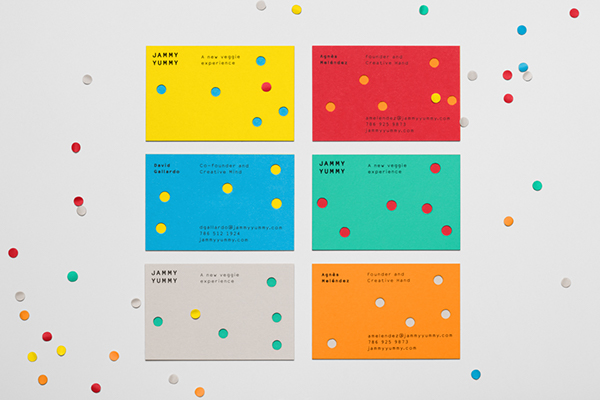 JAMMY
YUMMY
A new veggie
experience
Agnès
Meléndez
Founder and
Creative Hand
amelendez@jammyyummy.com
786 925 9873
jammyyummy.com
David
Gallardo
Co-Founder and
Creative Mind
dgallardo@jammyyummy.com
786 512 1924
jammyyummy.com
JAMMY
YUMMY
A new veggie
experience
JAMMY
YUMMY
A new veggie
experience
Agnès
Meléndez
Founder and
Creative Hand
amelendez@jammyyummy.com
786 925 9873
jammyyummy.com